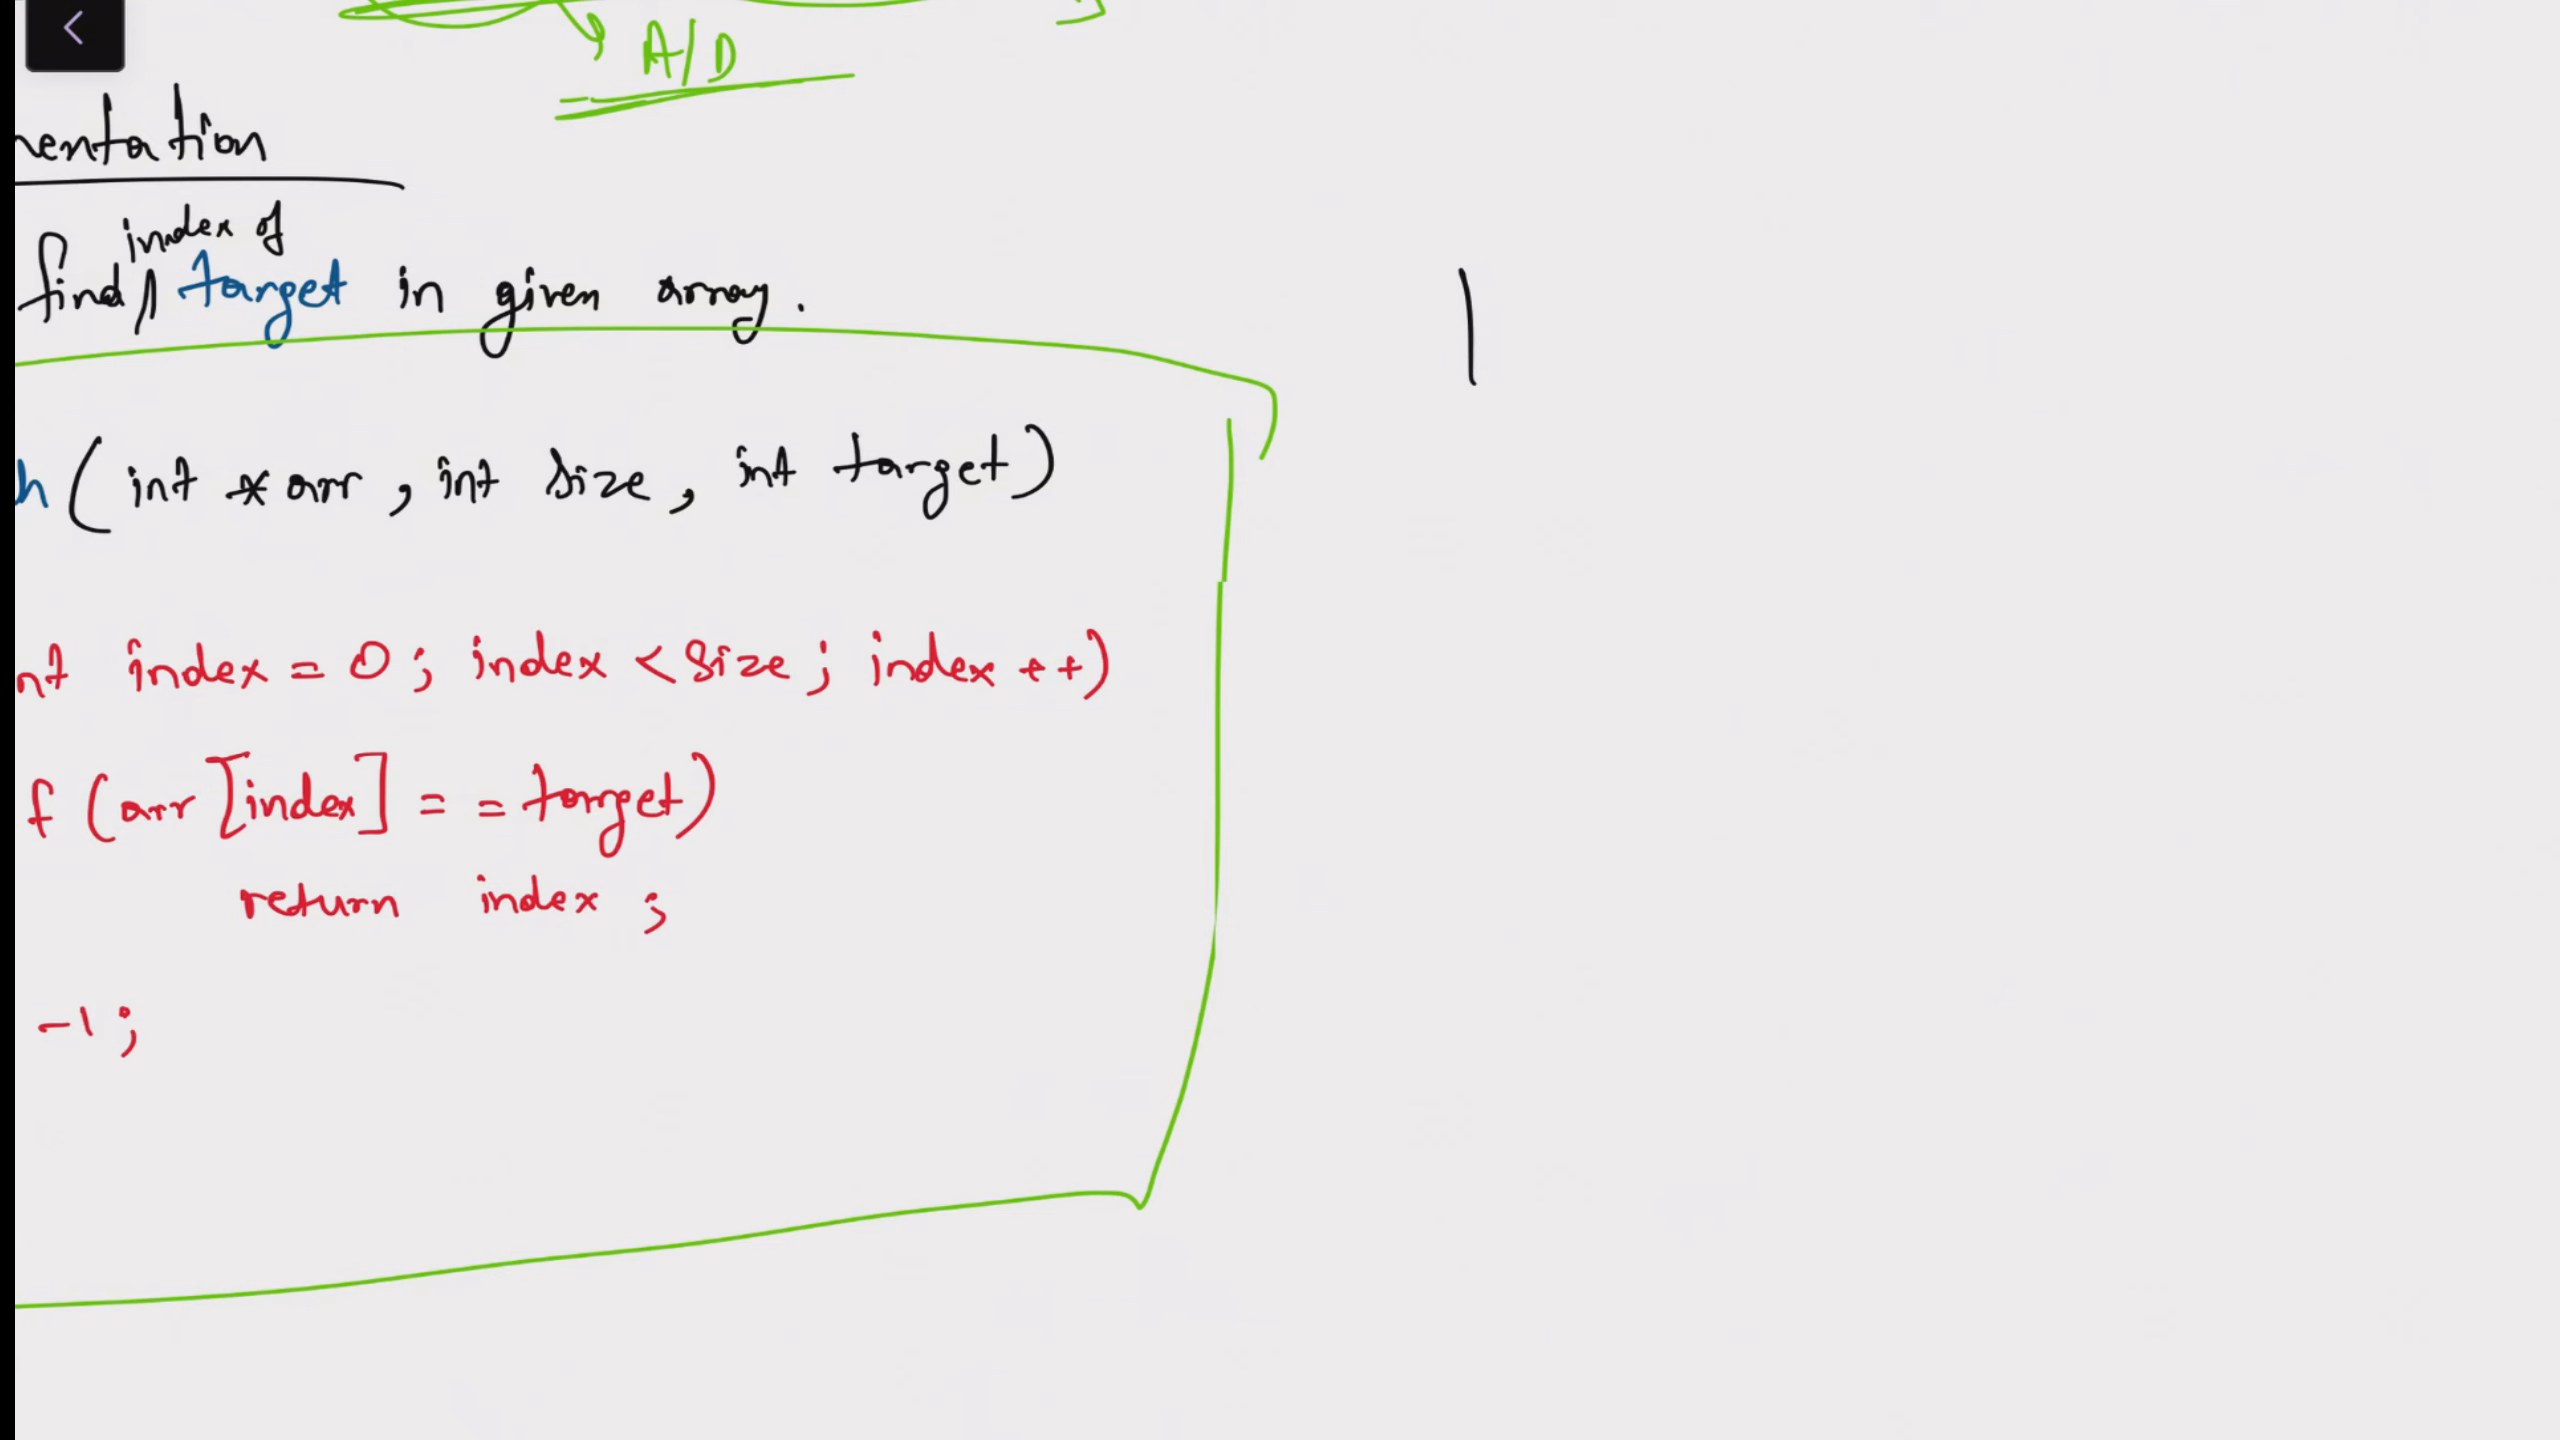 A/D
nentation
index of
find target in given array.
h(int *arr, int size, int target)
nt index = 0; index < size; index ++)
f (arr [index] = = target)
return index ;
-1 ;